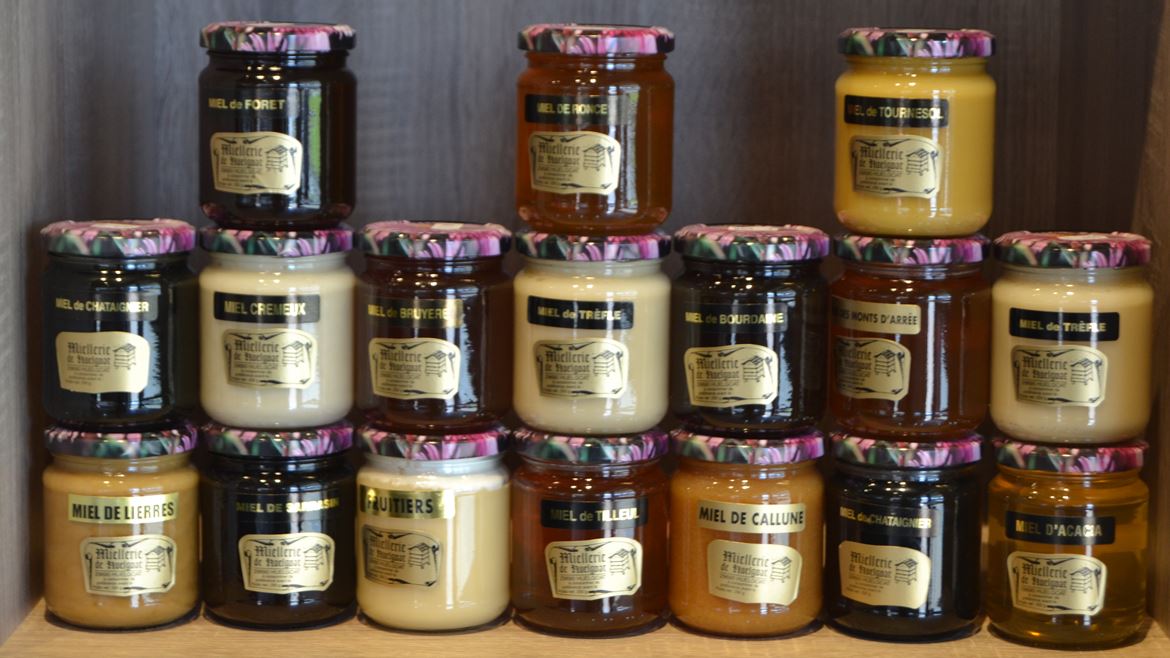 MIEL de FORET
Miellerie
de Huelgoat
MIEL DE RONCE
Miellerie
de Huelgoat
MIEL de TOURNESOL
Miellerie
de Huelgoat
MIEL de CHATAIGNIER
Miellerie
de Huelgoat
MIEL CREMEUX
Miellerie
de Huelgoat
MIEL de BRUYERE
Miellerie
de Huelgoat
MIEL de TRÈFLE
Miellerie
de Huelgoat
MIEL de BOURDAINE
Miellerie
de Huelgoat
DES MONTS D'ARRÉE
Miellerie
de Huelgoat
MIEL de TRÈFLE
Miellerie
de Huelgoat
MIEL DE LIERRES
Miellerie
de Huelgoat
MIEL DE SARRASIN
Miellerie
de Huelgoat
FRUITIERS
Miellerie
de Huelgoat
MIEL de TILLEUL
Miellerie
de Huelgoat
MIEL DE CALLUNE
Miellerie
de Huelgoat
MIEL de CHATAIGNIER
Miellerie
de Huelgoat
MIEL D'ACACIA
Miellerie
de Huelgoat